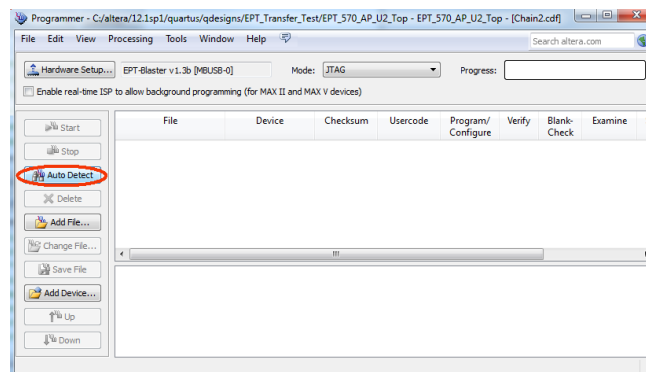 Programmer - C:/altera/12.1sp1/quartus/qdesigns/EPT_Transfer_Test/EPT_570_AP_U2_Top - EPT_570_AP_U2_Top - [Chain2.cdf]
File Edit View Processing Tools Window Help
Search altera.com
Hardware Setup... EPT-Blaster v1.3b [MBUSB-0] Mode: JTAG Progress:
Enable real-time ISP to allow background programming (for MAX II and MAX V devices)
File Device Checksum Usercode Program/ Verify Blank- Examine
Configure Check
Start
Stop
Auto Detect
Delete
Add File...
Change File...
Save File
Add Device...
Up
Down